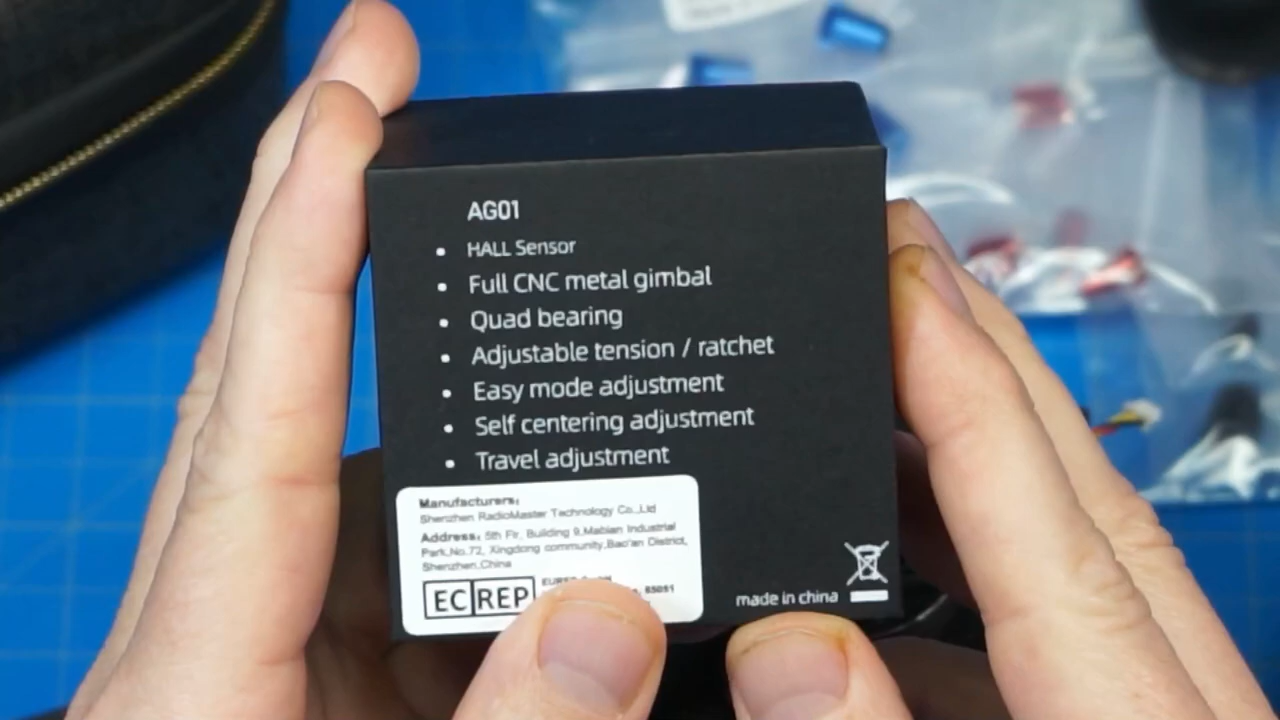 AG01
• HALL Sensor
• Full CNC metal gimbal
• Quad bearing
• Adjustable tension / ratchet
• Easy mode adjustment
• Self centering adjustment
• Travel adjustment
Manufacturers:
Shenzhen RadioMaster Technology Co.,Ltd
Address: 5th Flr, Building 9,Mabian Industrial
Park,No.72, Xingdong community,Bao'an District,
Shenzhen,China
EC REP
65051
made in china